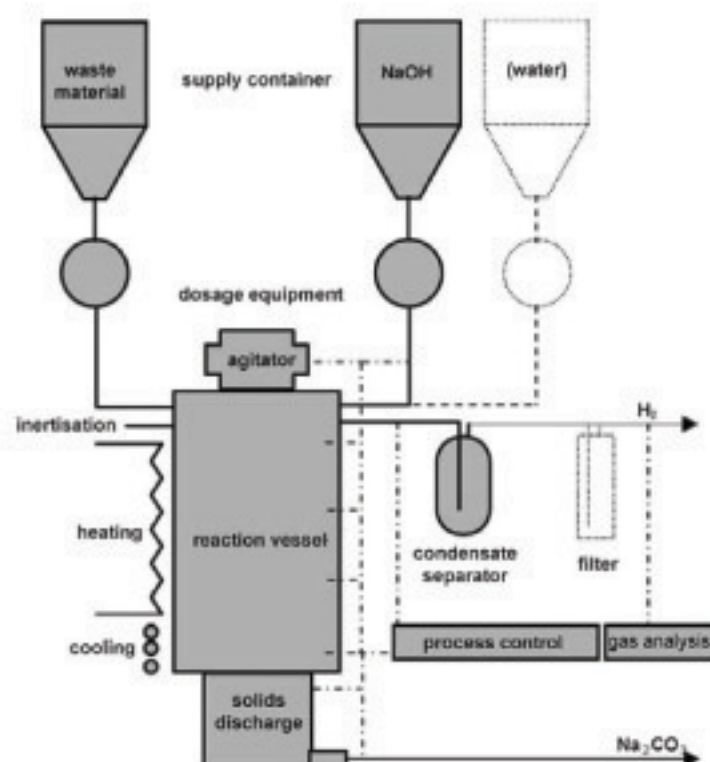 waste
material
supply container
NaOH
(water)
dosage equipment
agitator
H₂
inertisation
heating
reaction vessel
condensate
separator
filter
cooling
process control
gas analysis
solids
discharge
Na₂CO₃